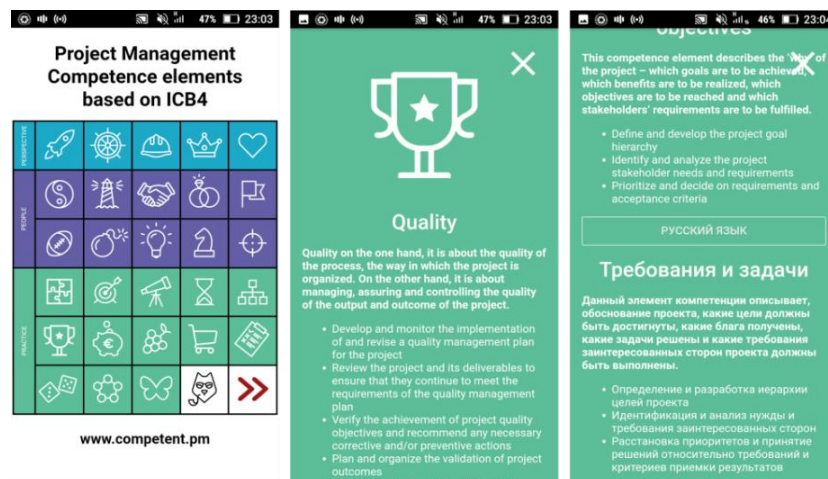 47% 23:03
Project Management
Competence elements
based on ICB4
PERSPECTIVE
PEOPLE
PRACTICE
www.competent.pm
47% 23:03
Quality
Quality on the one hand, it is about the quality of
the process, the way in which the project is
organized. On the other hand, it is about
managing, assuring and controlling the quality
of the output and outcome of the project.
• Develop and monitor the implementation
of and revise a quality management plan
for the project
• Review the project and its deliverables to
ensure that they continue to meet the
requirements of the quality management
plan
• Verify the achievement of project quality
objectives and recommend any necessary
corrective and/or preventive actions
• Plan and organize the validation of project
outcomes
46% 23:04
objectives
This competence element describes the 'why' of
the project – which goals are to be achieved,
which benefits are to be realized, which
objectives are to be reached and which
stakeholders' requirements are to be fulfilled.
• Define and develop the project goal
hierarchy
• Identify and analyze the project
stakeholder needs and requirements
• Prioritize and decide on requirements and
acceptance criteria
РУССКИЙ ЯЗЫК
Требования и задачи
Данный элемент компетенции описывает,
обоснование проекта, какие цели должны
быть достигнуты, какие блага получены,
какие задачи решены и какие требования
заинтересованных сторон проекта должны
быть выполнены.
• Определение и разработка иерархии
целей проекта
• Идентификация и анализ нужды и
требования заинтересованных сторон
• Расстановка приоритетов и принятие
решений относительно требований и
критериев приемки результатов